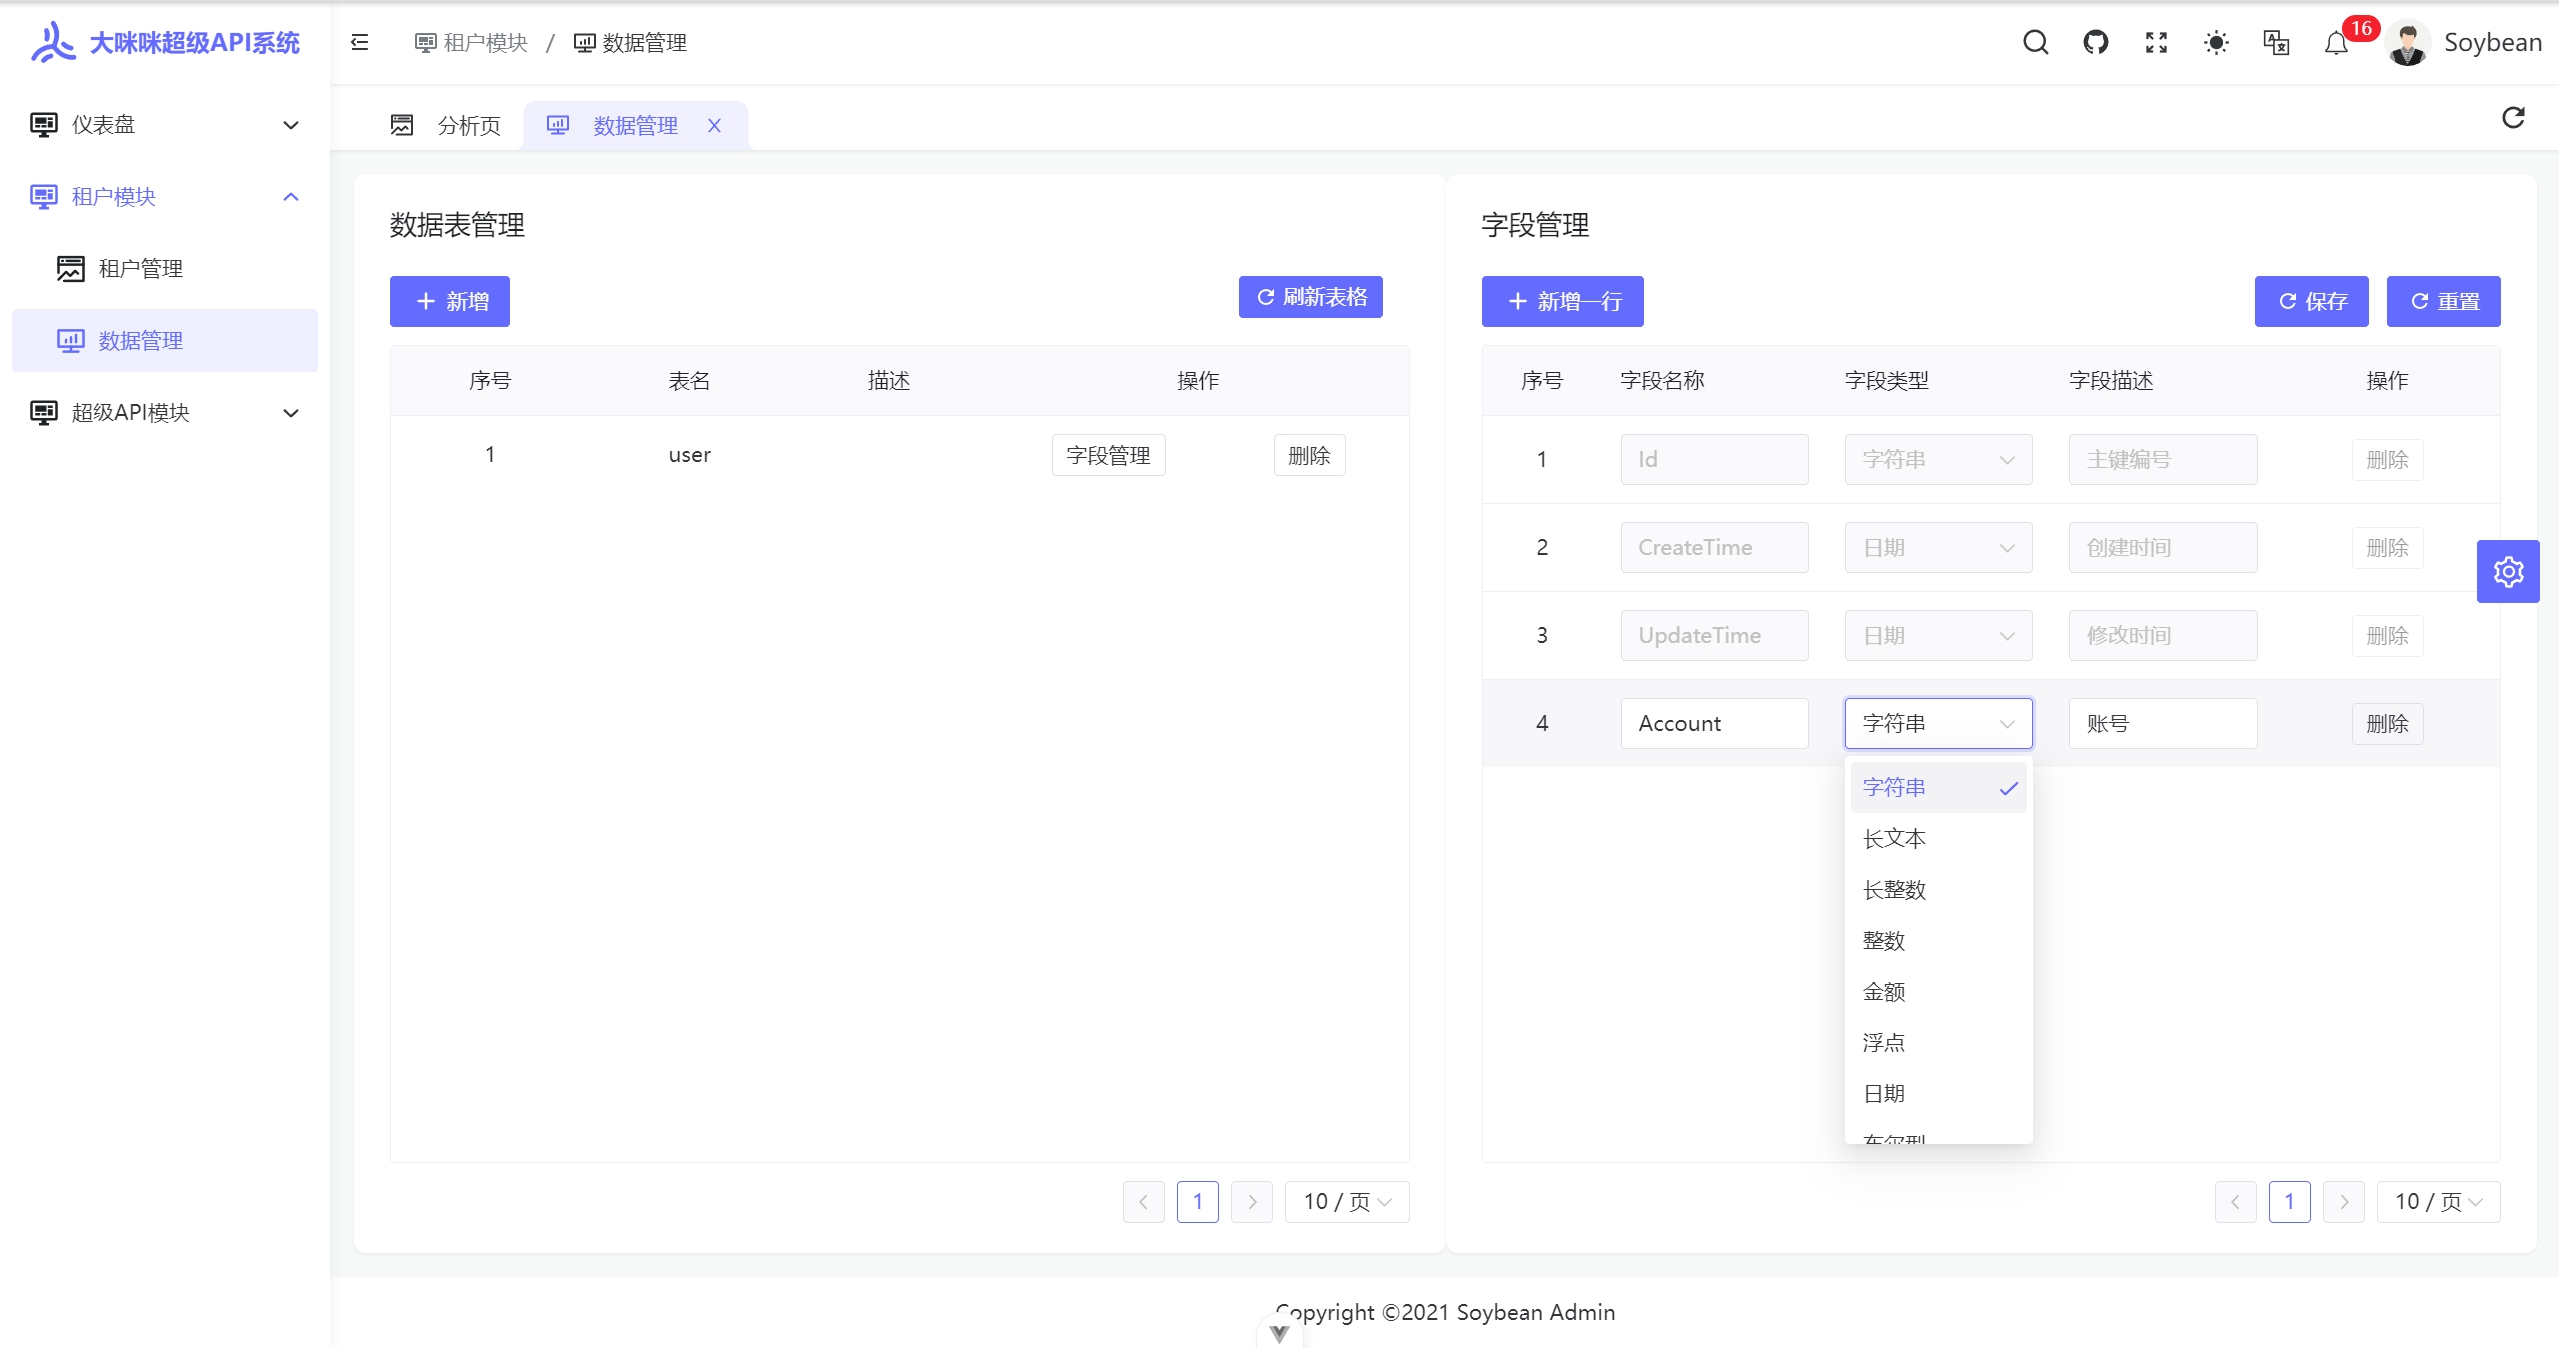 大咪咪超级API系统
租户模块 / 数据管理
16
Soybean
仪表盘
租户模块
租户管理
数据管理
超级API模块
分析页
数据管理
数据表管理
新增
刷新表格
序号 表名 描述 操作
1 user 字段管理 删除
1
10 / 页
字段管理
新增一行
保存
重置
序号 字段名称 字段类型 字段描述 操作
1 Id 字符串 主键编号 删除
2 CreateTime 日期 创建时间 删除
3 UpdateTime 日期 修改时间 删除
4 Account 字符串 账号 删除
字符串
长文本
长整数
整数
金额
浮点
日期
布尔型
1
10 / 页
Copyright ©2021 Soybean Admin